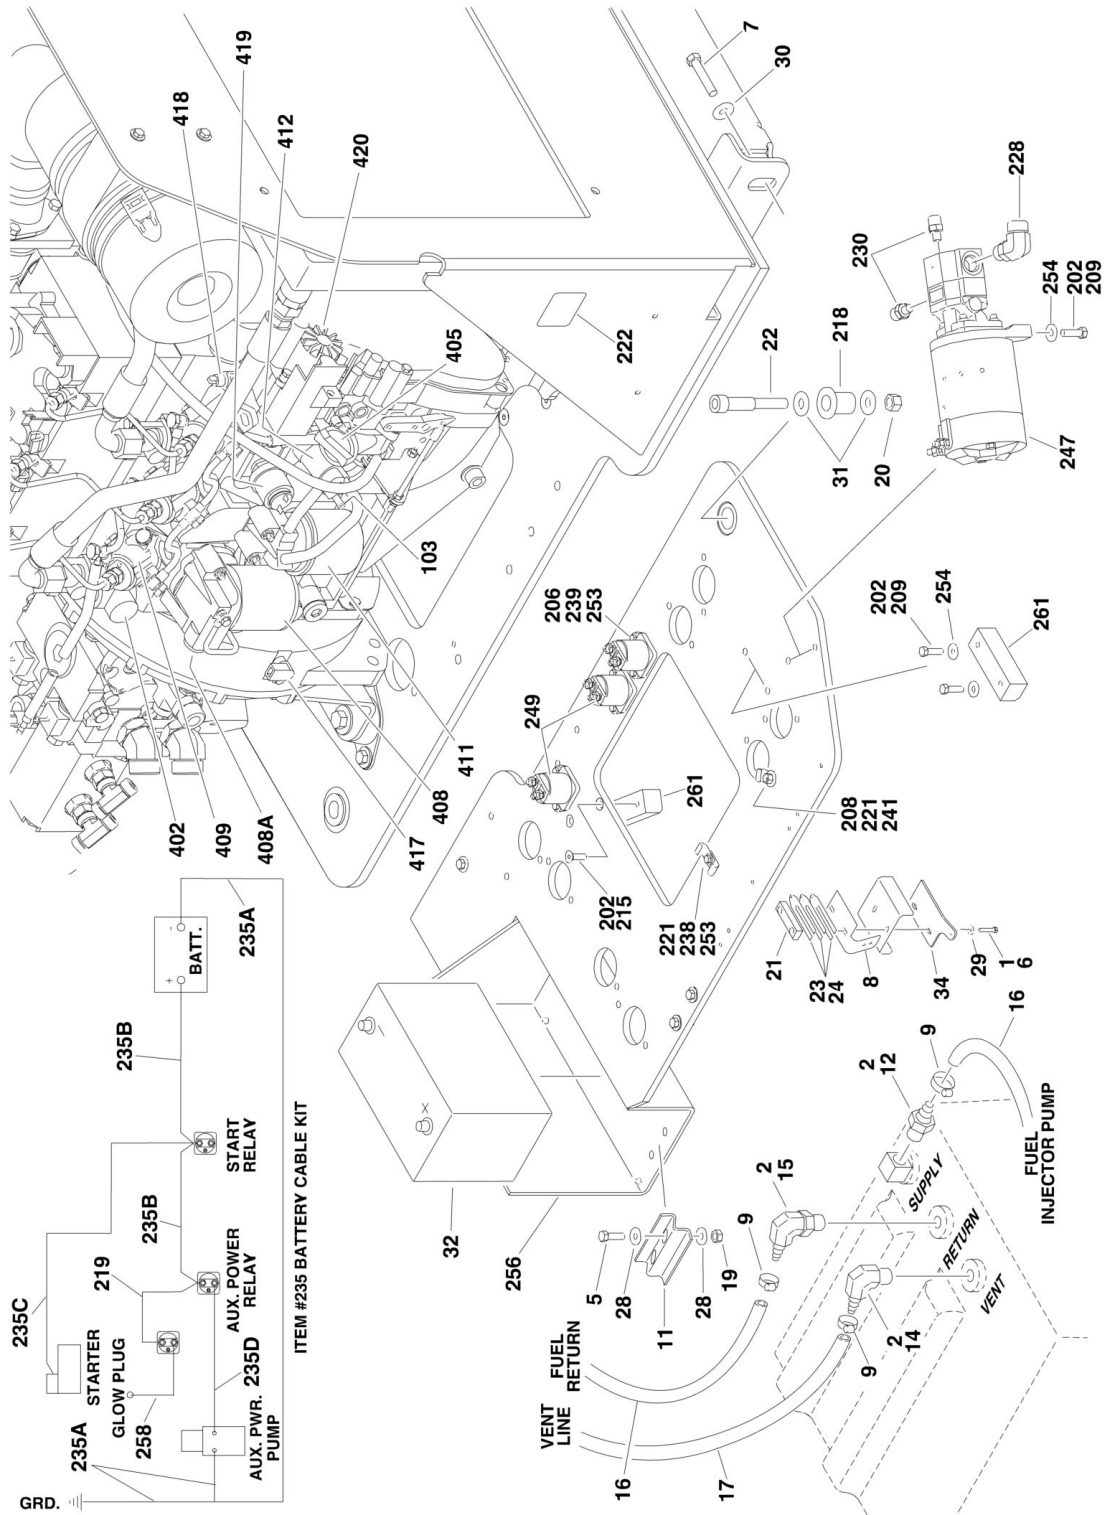 419
418
412
420
7
30
405
222
22
218
230
228
254
202
209
31
20
247
103
411
408
417
402
409
408A
206
239
253
249
261
202
209
254
261
202
215
221
238
253
208
221
241
21
23
24
8
34
29
1
6
32
256
5
28
11
28
19
2
15
9
2
12
9
16
2
14
9
16
17
FUEL
RETURN
VENT
LINE
SUPPLY
RETURN
VENT
FUEL
INJECTOR PUMP
+
-
BATT.
235A
235B
235B
START
RELAY
235C
219
AUX. POWER
RELAY
STARTER
GLOW PLUG
258
235D
235A
AUX. PWR.
PUMP
GRD.
ITEM #235 BATTERY CABLE KIT